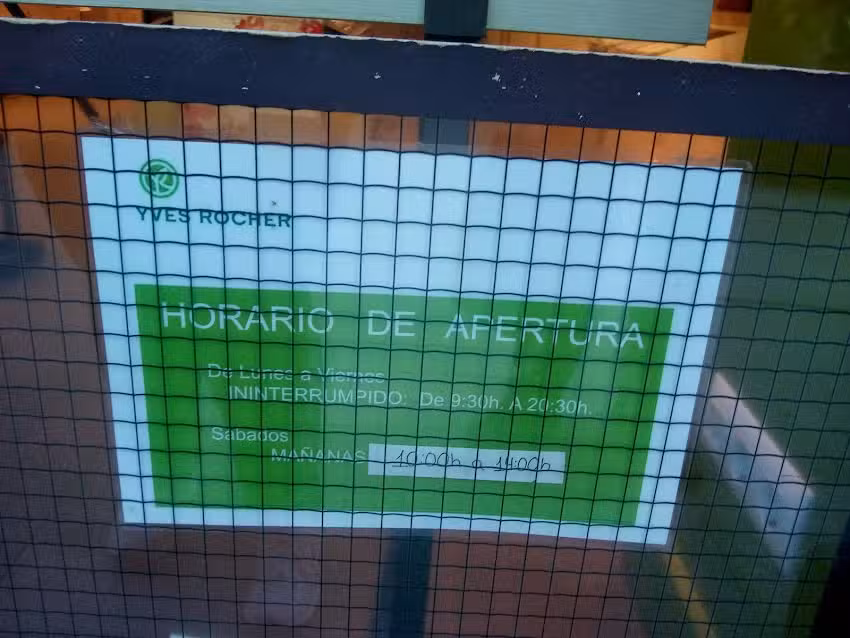 YVES ROCHER
HORARIO DE APERTURA
De Lunes a Viernes
ININTERRUMPIDO: De 9:30h. A 20:30h.
Sabados
MAÑANAS 10:00h a 14:00h